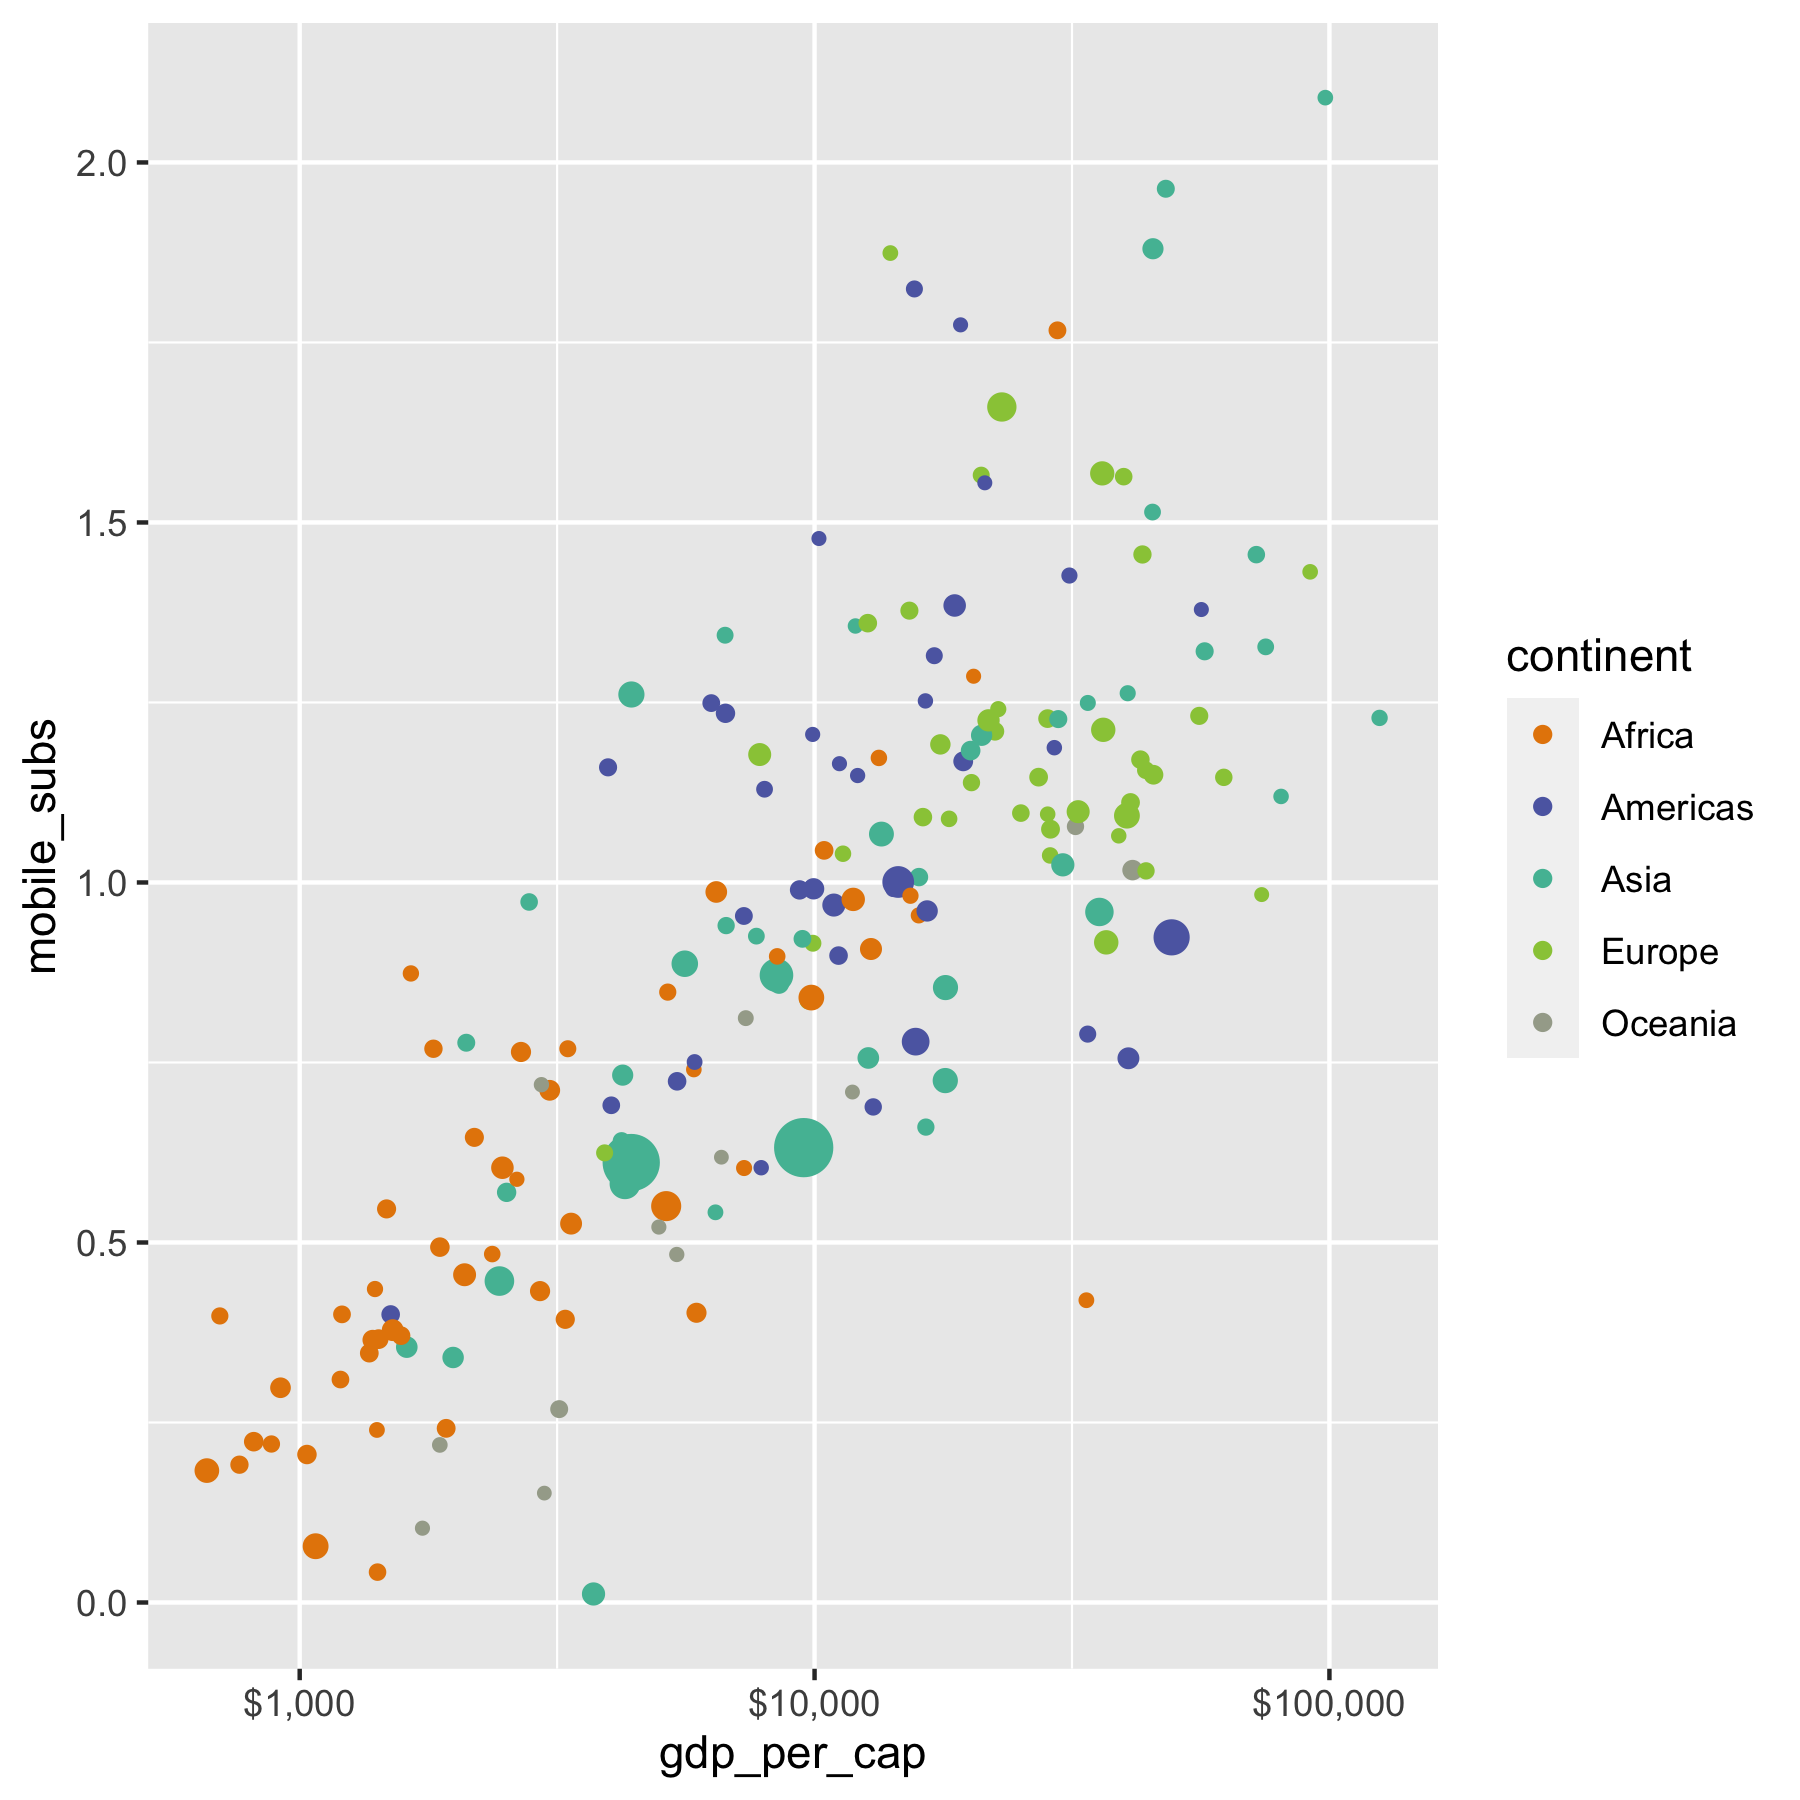 2.0
1.5
1.0
0.5
0.0
mobile_subs
$1,000 $10,000 $100,000
gdp_per_cap
continent
Africa
Americas
Asia
Europe
Oceania